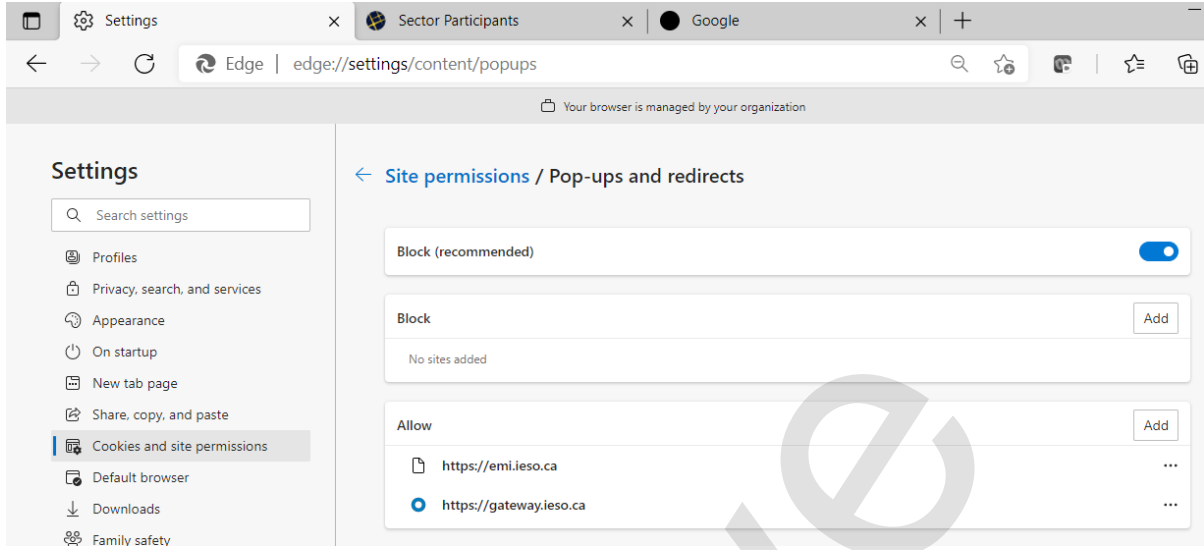 Settings
Sector Participants
Google
Edge | edge://settings/content/popups
Your browser is managed by your organization
Settings
Search settings
Profiles
Privacy, search, and services
Appearance
On startup
New tab page
Share, copy, and paste
Cookies and site permissions
Default browser
Downloads
Family safety
Site permissions / Pop-ups and redirects
Block (recommended)
Block
Add
No sites added
Allow
Add
https://emi.ieso.ca
https://gateway.ieso.ca